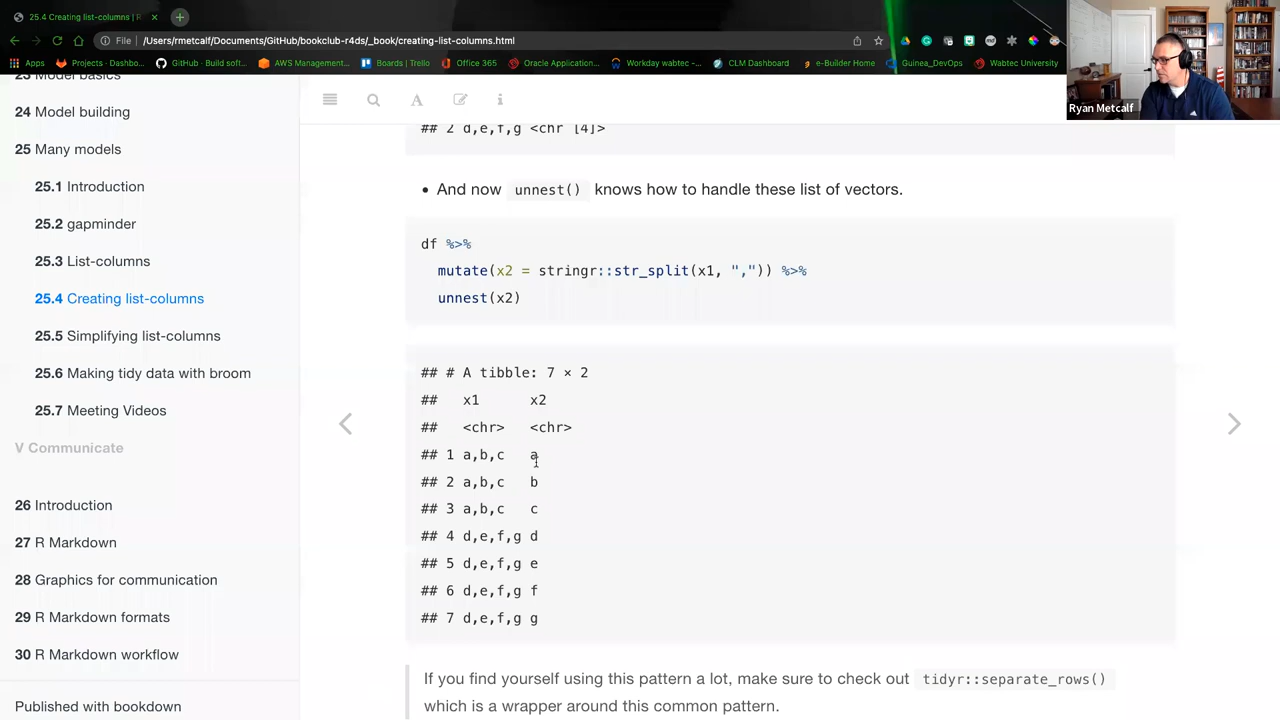 25.4 Creating list-columns | R
File | /Users/rmetcalf/Documents/GitHub/bookclub-r4ds/_book/creating-list-columns.html
Apps Projects · Dashbo... GitHub · Build soft... AWS Management... Boards | Trello Office 365 Oracle Application... Workday wabtec -... CLM Dashboard e-Builder Home Guinea_DevOps Wabtec University
Ryan Metcalf
23 Model basics
24 Model building
25 Many models
25.1 Introduction
25.2 gapminder
25.3 List-columns
25.4 Creating list-columns
25.5 Simplifying list-columns
25.6 Making tidy data with broom
25.7 Meeting Videos
V Communicate
26 Introduction
27 R Markdown
28 Graphics for communication
29 R Markdown formats
30 R Markdown workflow
Published with bookdown
## 2 d,e,f,g <chr [4]>
• And now unnest() knows how to handle these list of vectors.
df %>%
mutate(x2 = stringr::str_split(x1, ",")) %>%
unnest(x2)
## # A tibble: 7 × 2
## x1 x2
## <chr> <chr>
## 1 a,b,c a
## 2 a,b,c b
## 3 a,b,c c
## 4 d,e,f,g d
## 5 d,e,f,g e
## 6 d,e,f,g f
## 7 d,e,f,g g
If you find yourself using this pattern a lot, make sure to check out tidyr::separate_rows()
which is a wrapper around this common pattern.